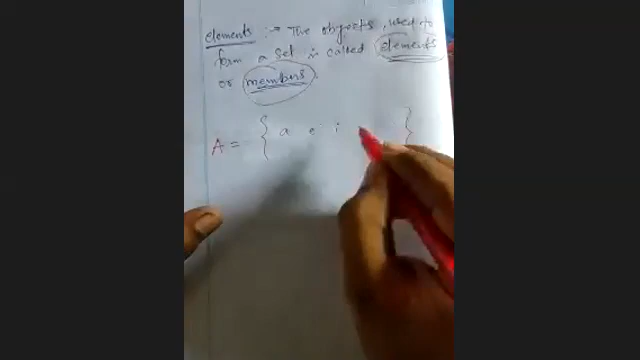 elements :→ The objects used to
form a set is called elements
or members.
A = { a e i }